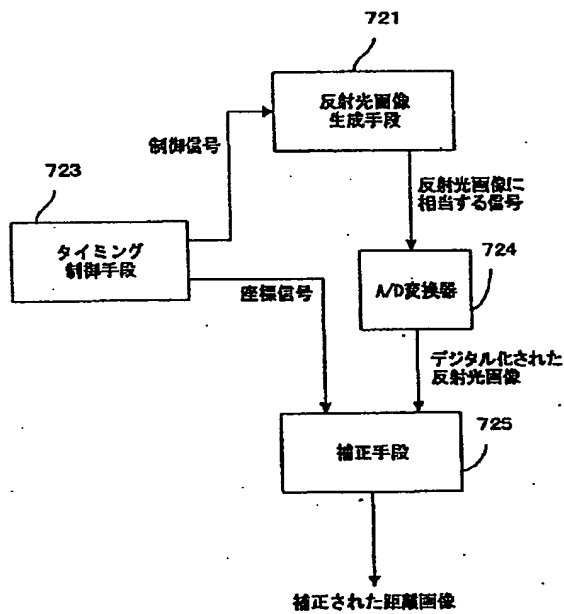 721
反射光画像
生成手段
制御信号
723
反射光画像に
相当する信号
タイミング
制御手段
724
座標信号
A/D変換器
デジタル化された
反射光画像
725
補正手段
補正された距離画像